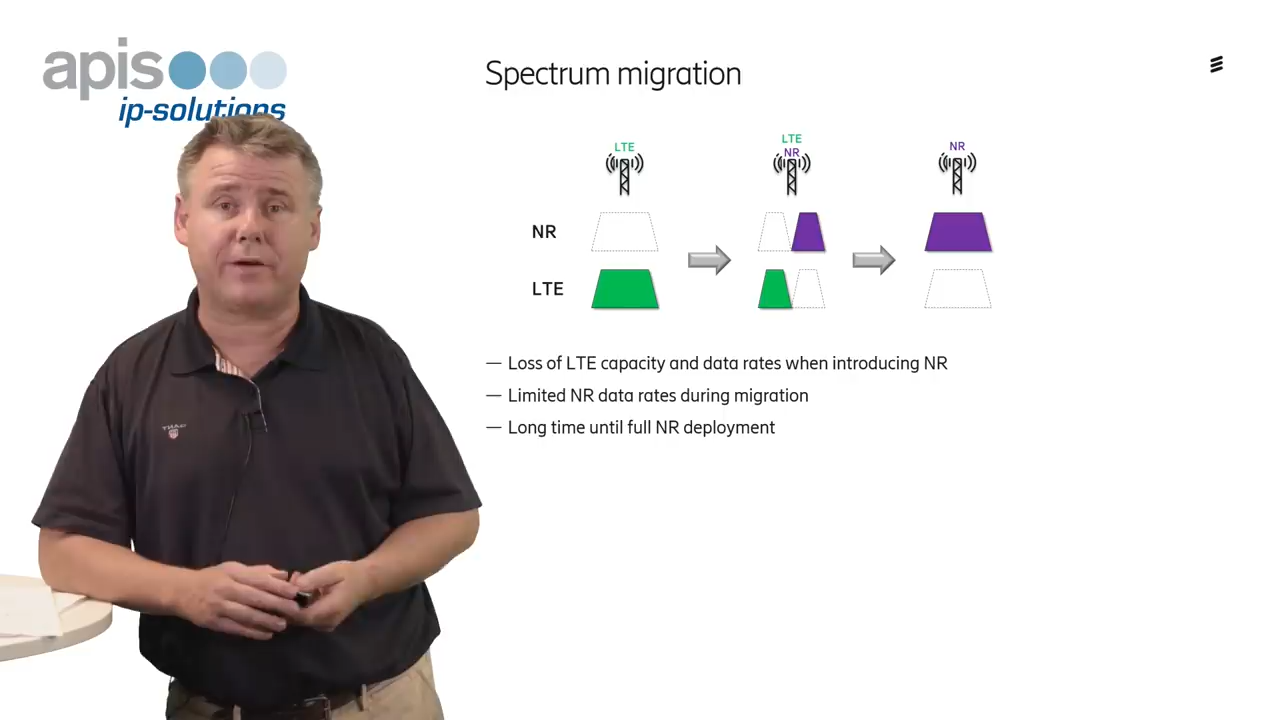 apis
ip-solutions
Spectrum migration
LTE
LTE
NR
NR
NR
LTE
— Loss of LTE capacity and data rates when introducing NR
— Limited NR data rates during migration
— Long time until full NR deployment
GANT